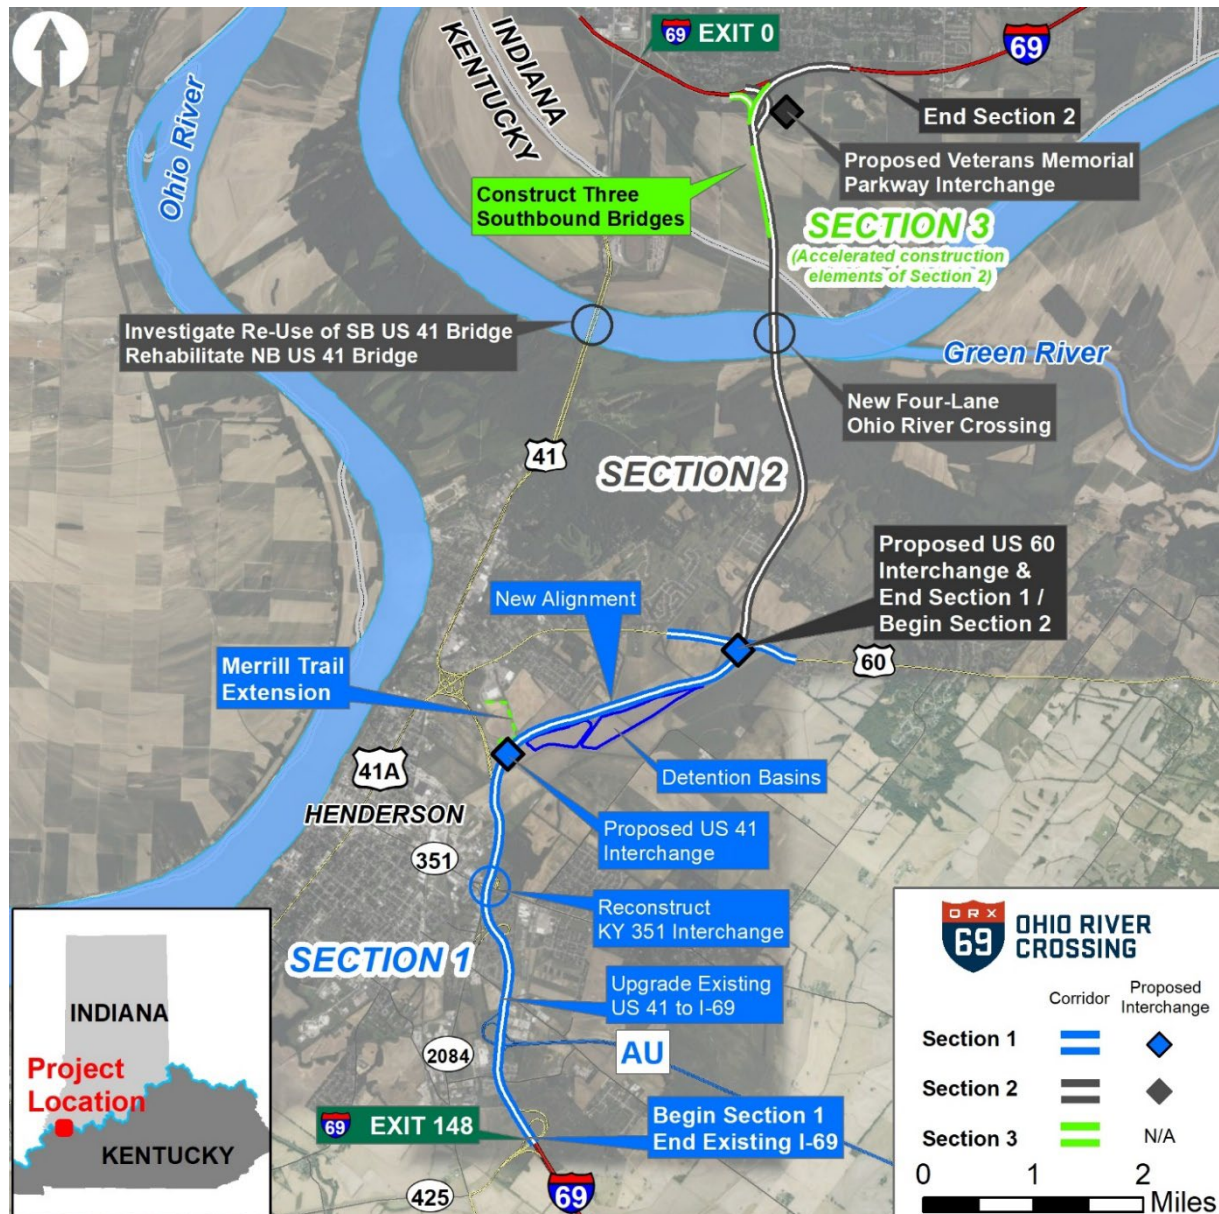 69 EXIT 0
69
INDIANA
KENTUCKY
Ohio River
End Section 2
Proposed Veterans Memorial
Parkway Interchange
Construct Three
Southbound Bridges
SECTION 3
(Accelerated construction
elements of Section 2)
Investigate Re-Use of SB US 41 Bridge
Rehabilitate NB US 41 Bridge
Green River
New Four-Lane
Ohio River Crossing
41
SECTION 2
Proposed US 60
Interchange &
End Section 1 /
Begin Section 2
New Alignment
60
Merrill Trail
Extension
41A
Detention Basins
HENDERSON
Proposed US 41
Interchange
351
Reconstruct
KY 351 Interchange
SECTION 1
Upgrade Existing
US 41 to I-69
2084
AU
69 EXIT 148
Begin Section 1
End Existing I-69
425
69
INDIANA
Project
Location
KENTUCKY
ORX
69
OHIO RIVER
CROSSING
Corridor
Proposed
Interchange
Section 1
Section 2
Section 3
N/A
0 1 2
Miles